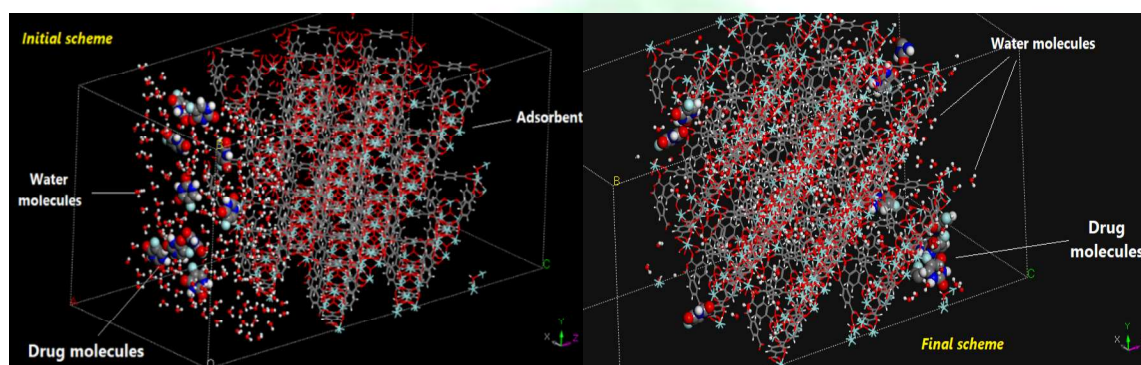 Initial scheme
Adsorbent
Water
molecules
Drug molecules
B
C
Y
X
Z
Water molecules
B
Drug
molecules
C
Final scheme
Y
X